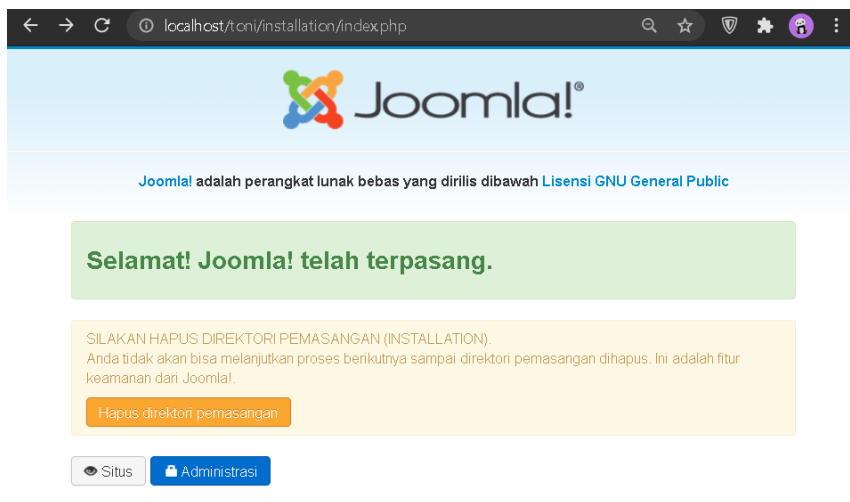 localhost/toni/installation/index.php
Joomla!®
Joomla! adalah perangkat lunak bebas yang dirilis dibawah Lisensi GNU General Public
Selamat! Joomla! telah terpasang.
SILAKAN HAPUS DIREKTORI PEMASANGAN (INSTALLATION).
Anda tidak akan bisa melanjutkan proses berikutnya sampai direktori pemasangan dihapus. Ini adalah fitur
keamanan dari Joomla!.
Hapus direktori pemasangan
Situs
Administrasi